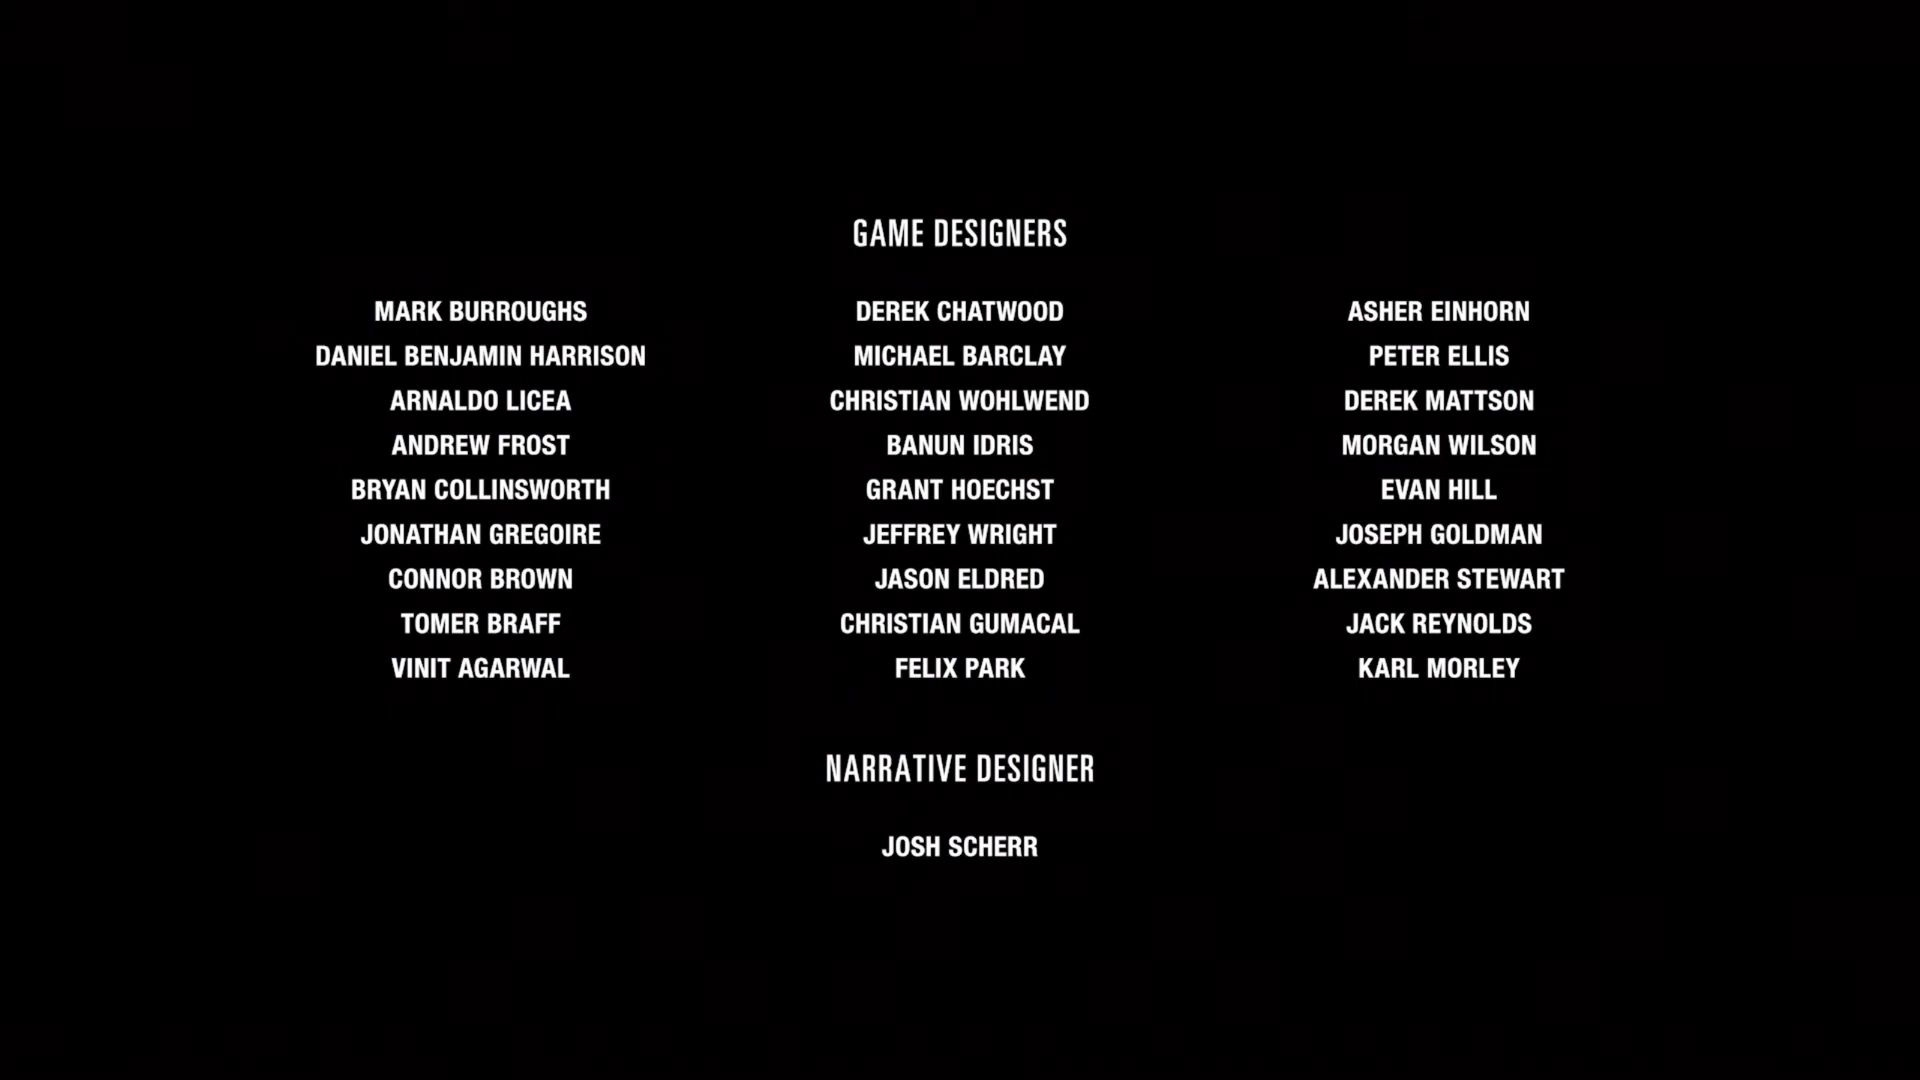 GAME DESIGNERS
MARK BURROUGHS
DANIEL BENJAMIN HARRISON
ARNALDO LICEA
ANDREW FROST
BRYAN COLLINSWORTH
JONATHAN GREGOIRE
CONNOR BROWN
TOMER BRAFF
VINIT AGARWAL
DEREK CHATWOOD
MICHAEL BARCLAY
CHRISTIAN WOHLWEND
BANUN IDRIS
GRANT HOECHST
JEFFREY WRIGHT
JASON ELDRED
CHRISTIAN GUMACAL
FELIX PARK
ASHER EINHORN
PETER ELLIS
DEREK MATTSON
MORGAN WILSON
EVAN HILL
JOSEPH GOLDMAN
ALEXANDER STEWART
JACK REYNOLDS
KARL MORLEY
NARRATIVE DESIGNER
JOSH SCHERR